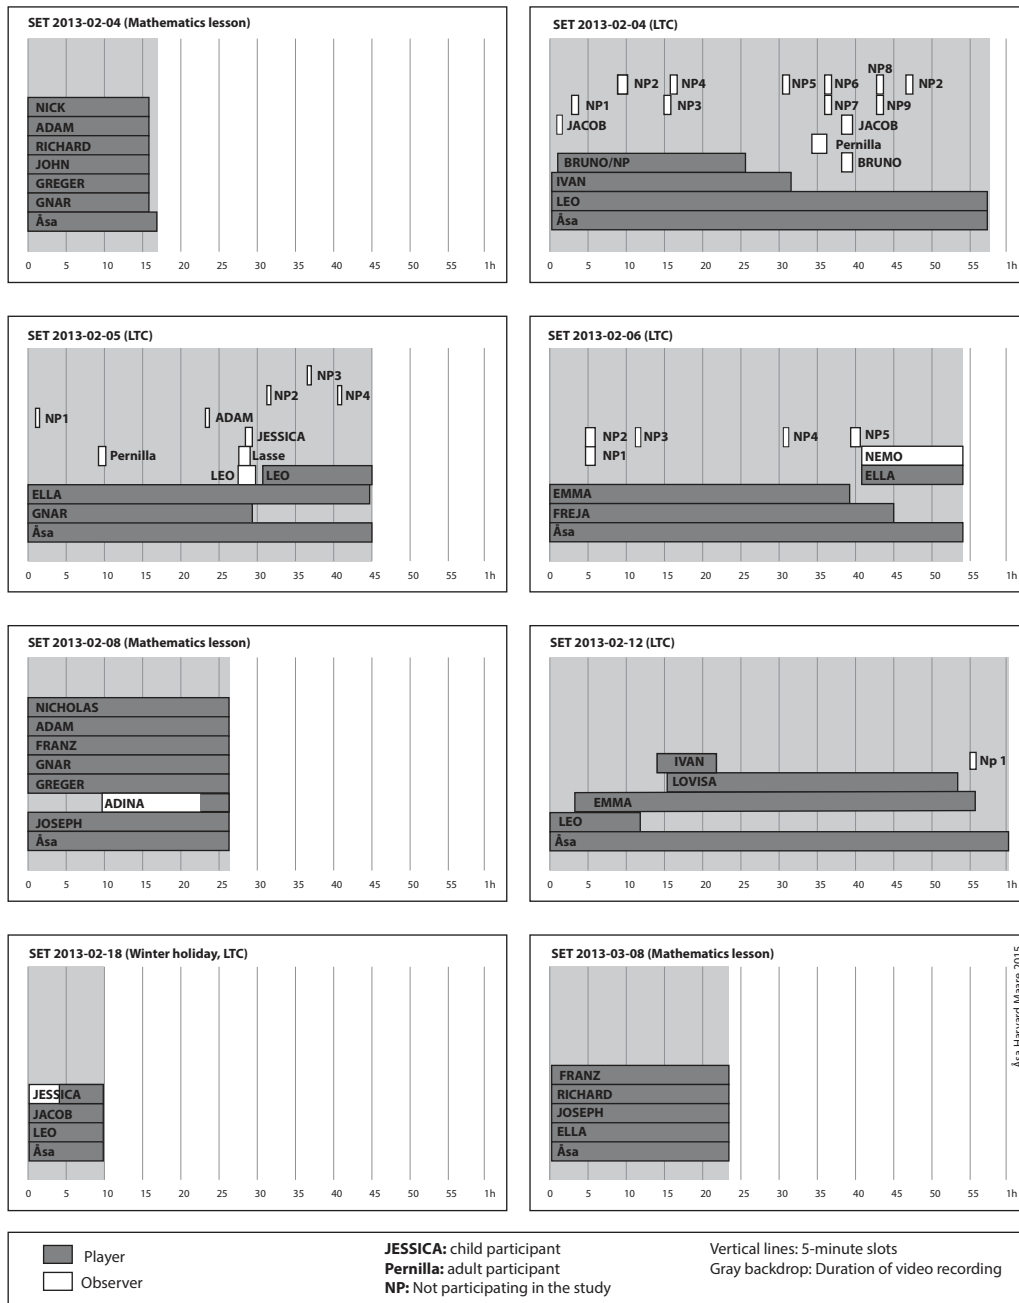 SET 2013-02-04 (Mathematics lesson)
NICK
ADAM
RICHARD
JOHN
GREGER
GNAR
Åsa
0 5 10 15 20 25 30 35 40 45 50 55 1h
SET 2013-02-04 (LTC)
NP8
NP2 NP4 NP5 NP6 NP2
NP1 NP3 NP7 NP9
JACOB JACOB
Pernilla
BRUNO/NP BRUNO
IVAN
LEO
Åsa
0 5 10 15 20 25 30 35 40 45 50 55 1h
SET 2013-02-05 (LTC)
NP3
NP2 NP4
NP1 ADAM
JESSICA
Pernilla Lasse
LEO LEO
ELLA
GNAR
Åsa
0 5 10 15 20 25 30 35 40 45 50 55 1h
SET 2013-02-06 (LTC)
NP2 NP3 NP4 NP5
NP1 NEMO
ELLA
EMMA
FREJA
Åsa
0 5 10 15 20 25 30 35 40 45 50 55 1h
SET 2013-02-08 (Mathematics lesson)
NICHOLAS
ADAM
FRANZ
GNAR
GREGER
ADINA
JOSEPH
Åsa
0 5 10 15 20 25 30 35 40 45 50 55 1h
SET 2013-02-12 (LTC)
IVAN Np 1
LOVISA
EMMA
LEO
Åsa
0 5 10 15 20 25 30 35 40 45 50 55 1h
SET 2013-02-18 (Winter holiday, LTC)
JESSICA
JACOB
LEO
Åsa
0 5 10 15 20 25 30 35 40 45 50 55 1h
SET 2013-03-08 (Mathematics lesson)
FRANZ
RICHARD
JOSEPH
ELLA
Åsa
0 5 10 15 20 25 30 35 40 45 50 55 1h
Åsa Harvard Maare 2015
Player
Observer
JESSICA: child participant
Pernilla: adult participant
NP: Not participating in the study
Vertical lines: 5-minute slots
Gray backdrop: Duration of video recording